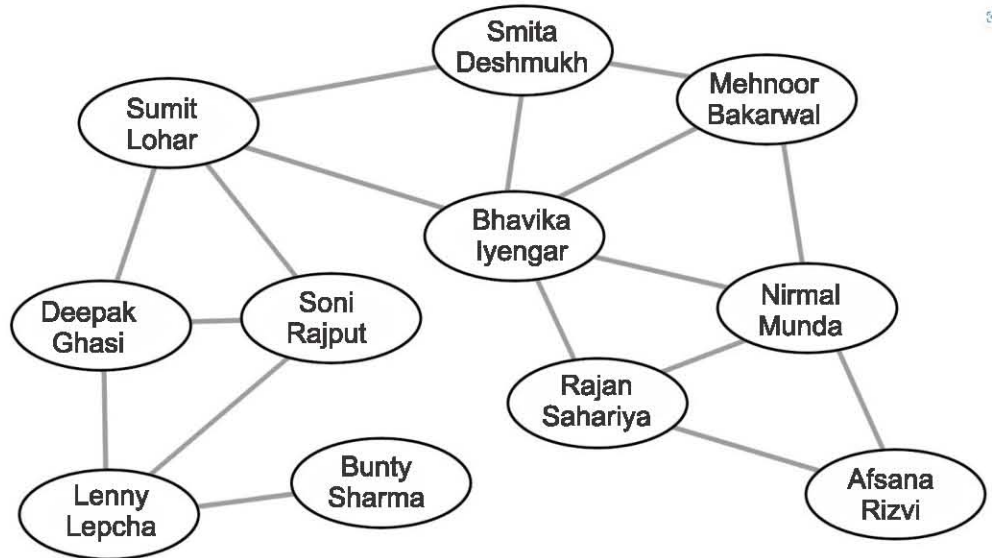 Smita
Deshmukh
Mehnoor
Bakarwal
Sumit
Lohar
Bhavika
Iyengar
Deepak
Ghasi
Soni
Rajput
Nirmal
Munda
Rajan
Sahariya
Lenny
Lepcha
Bunty
Sharma
Afsana
Rizvi